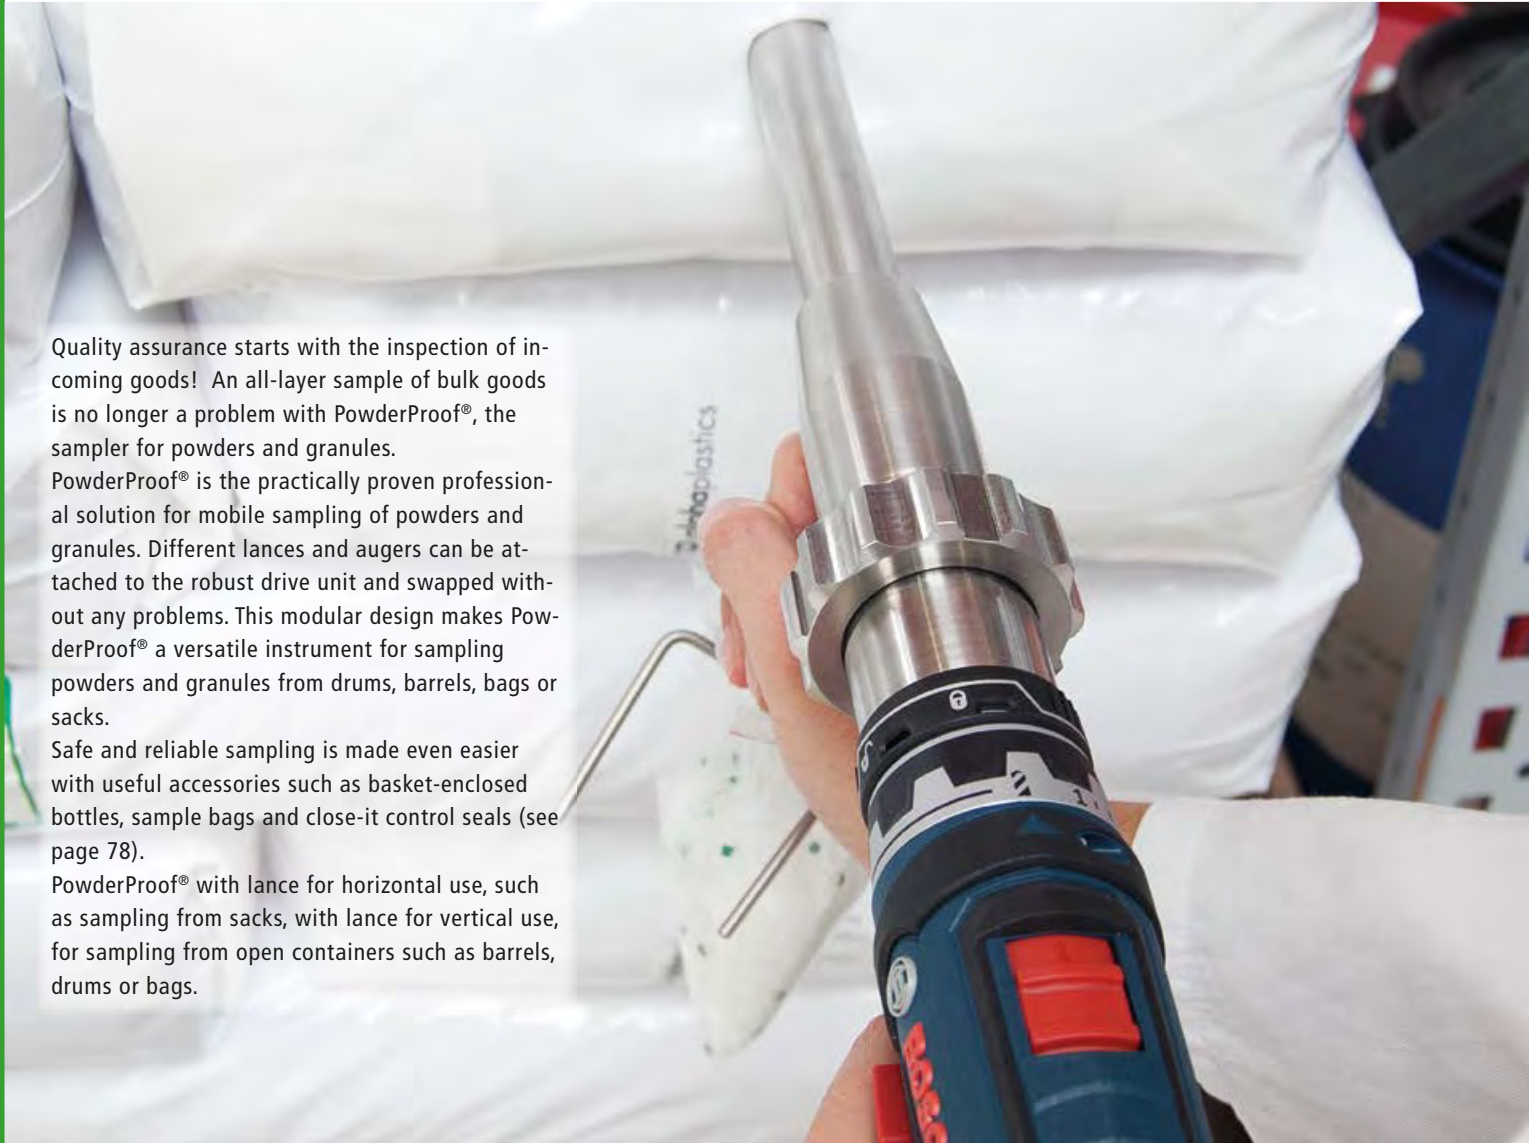 Quality assurance starts with the inspection of in-
coming goods!  An all-layer sample of bulk goods
is no longer a problem with PowderProof®, the
sampler for powders and granules.
PowderProof® is the practically proven profession-
al solution for mobile sampling of powders and
granules. Different lances and augers can be at-
tached to the robust drive unit and swapped with-
out any problems. This modular design makes Pow-
derProof® a versatile instrument for sampling
powders and granules from drums, barrels, bags or
sacks.
Safe and reliable sampling is made even easier
with useful accessories such as basket-enclosed
bottles, sample bags and close-it control seals (see
page 78).
PowderProof® with lance for horizontal use, such
as sampling from sacks, with lance for vertical use,
for sampling from open containers such as barrels,
drums or bags.
1